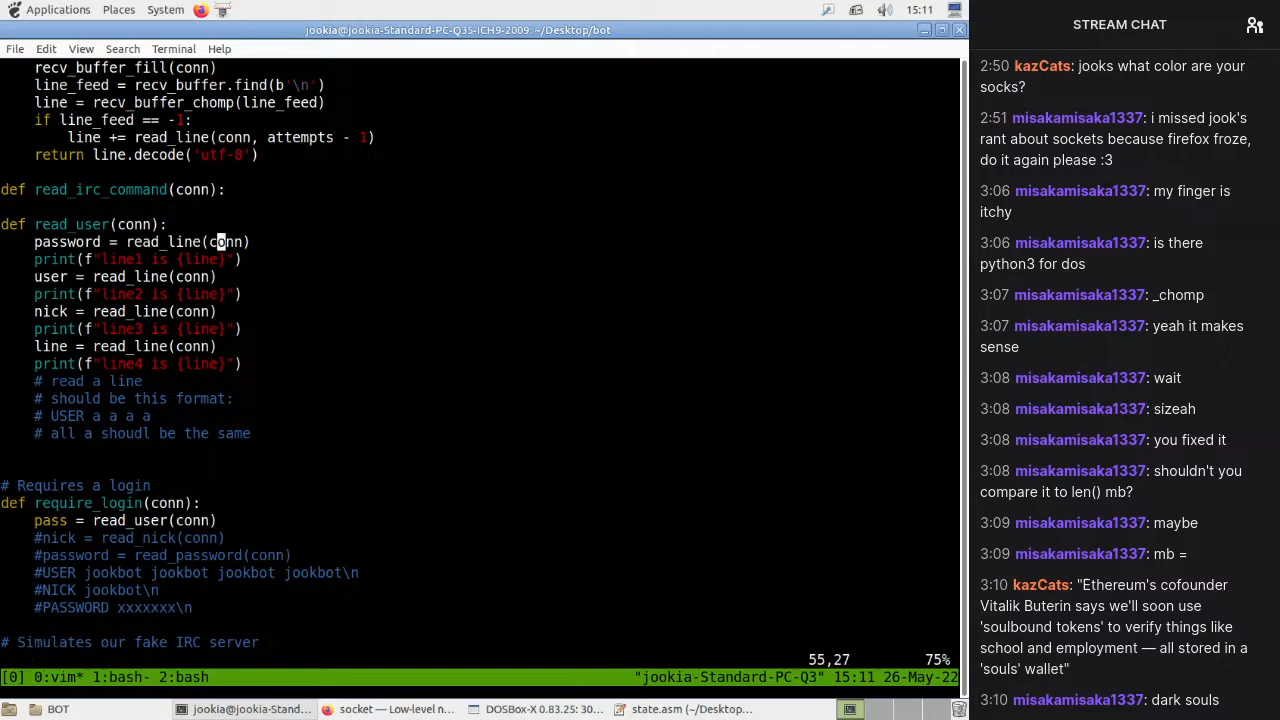 Applications Places System 15:11
jookia@jookia-Standard-PC-Q35-ICH9-2009: ~/Desktop/bot
File Edit View Search Terminal Help
recv_buffer_fill(conn)
line_feed = recv_buffer.find(b'\n')
line = recv_buffer_chomp(line_feed)
if line_feed == -1:
line += read_line(conn, attempts - 1)
return line.decode('utf-8')
def read_irc_command(conn):
def read_user(conn):
password = read_line(conn)
print(f"line1 is {line}")
user = read_line(conn)
print(f"line2 is {line}")
nick = read_line(conn)
print(f"line3 is {line}")
line = read_line(conn)
print(f"line4 is {line}")
# read a line
# should be this format:
# USER a a a a
# all a shoudl be the same
# Requires a login
def require_login(conn):
pass = read_user(conn)
#nick = read_nick(conn)
#password = read_password(conn)
#USER jookbot jookbot jookbot jookbot\n
#NICK jookbot\n
#PASSWORD xxxxxxx\n
# Simulates our fake IRC server
55,27 75%
[0] 0:vim* 1:bash- 2:bash "jookia-Standard-PC-Q3" 15:11 26-May-22
BOT jookia@jookia-Stand... socket — Low-level n... DOSBox-X 0.83.25: 30... state.asm (~/Desktop...
STREAM CHAT
2:50 kazCats: jooks what color are your
socks?
2:51 misakamisaka1337: i missed jook's
rant about sockets because firefox froze,
do it again please :3
3:06 misakamisaka1337: my finger is
itchy
3:06 misakamisaka1337: is there
python3 for dos
3:07 misakamisaka1337: _chomp
3:07 misakamisaka1337: yeah it makes
sense
3:08 misakamisaka1337: wait
3:08 misakamisaka1337: sizeah
3:08 misakamisaka1337: you fixed it
3:08 misakamisaka1337: shouldn't you
compare it to len() mb?
3:09 misakamisaka1337: maybe
3:09 misakamisaka1337: mb =
3:10 kazCats: "Ethereum's cofounder
Vitalik Buterin says we'll soon use
'soulbound tokens' to verify things like
school and employment — all stored in a
'souls' wallet"
3:10 misakamisaka1337: dark souls